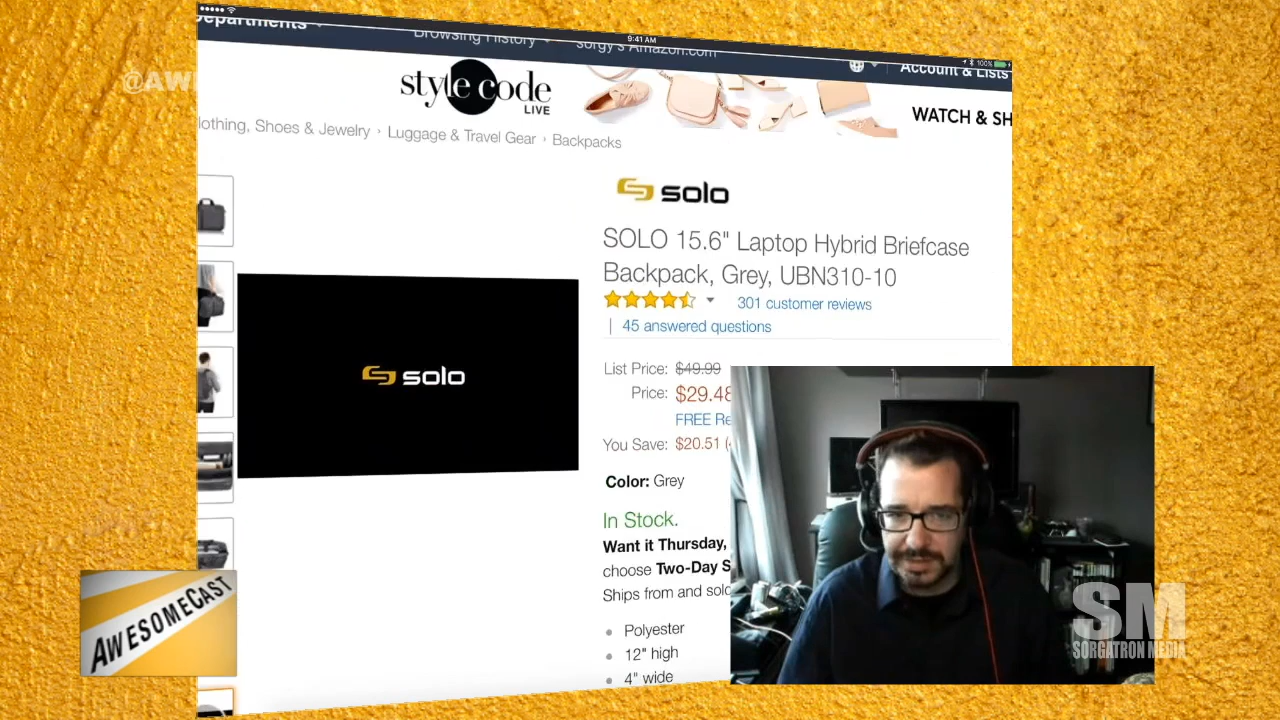 Departments
9:41 AM
100%
Browsing History
sorgy's Amazon.com
Account & Lists
@AW
style code
LIVE
WATCH & SH
lothing, Shoes & Jewelry › Luggage & Travel Gear › Backpacks
solo
SOLO 15.6" Laptop Hybrid Briefcase
Backpack, Grey, UBN310-10
301 customer reviews
| 45 answered questions
List Price: $49.99
Price: $29.48
FREE Re
You Save: $20.51 (
solo
Color: Grey
In Stock.
Want it Thursday,
choose Two-Day S
Ships from and sold
Polyester
12" high
4" wide
AWESOMECAST
SM
SORGATRON MEDIA